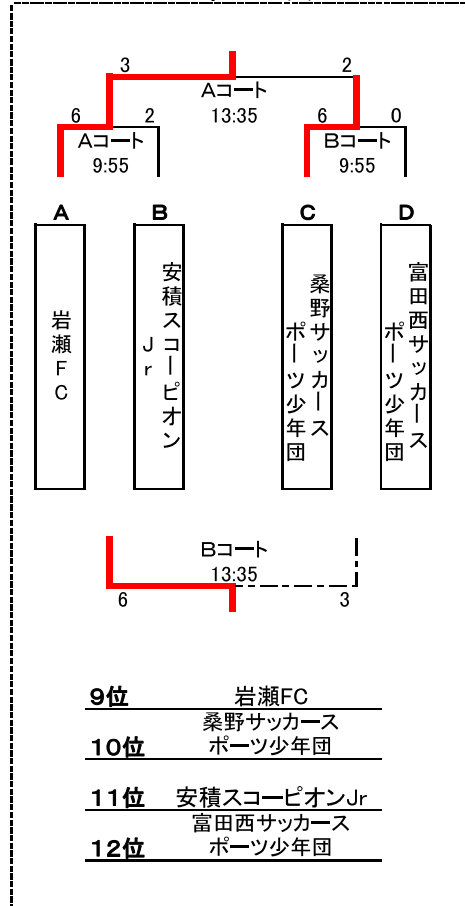 3 2
Aコート
13:35
6 2 6 0
Aコート Bコート
9:55 9:55
A B C D
岩瀬FC
安積スコーピオン
Jr
桑野サッカース
ポーツ少年団
富田西サッカース
ポーツ少年団
Bコート
13:35
6 3
9位 岩瀬FC
桑野サッカース
10位 ポーツ少年団
11位 安積スコーピオンJr
富田西サッカース
12位 ポーツ少年団